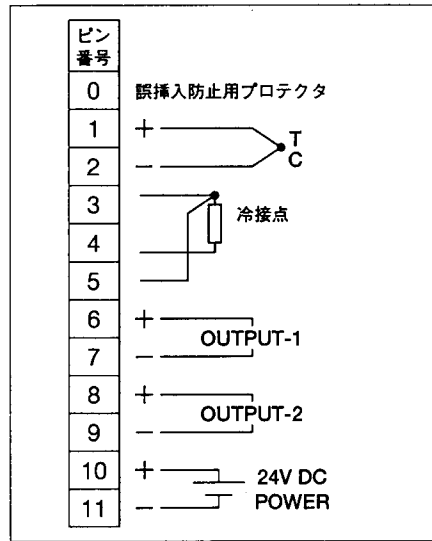 ピン
番号
0 誤挿入防止用プロテクタ
1 +
T
2 −
C
3
冷接点
4
5
6 +
OUTPUT-1
7 −
8 +
OUTPUT-2
9 −
10 +
24V DC
POWER
11 −